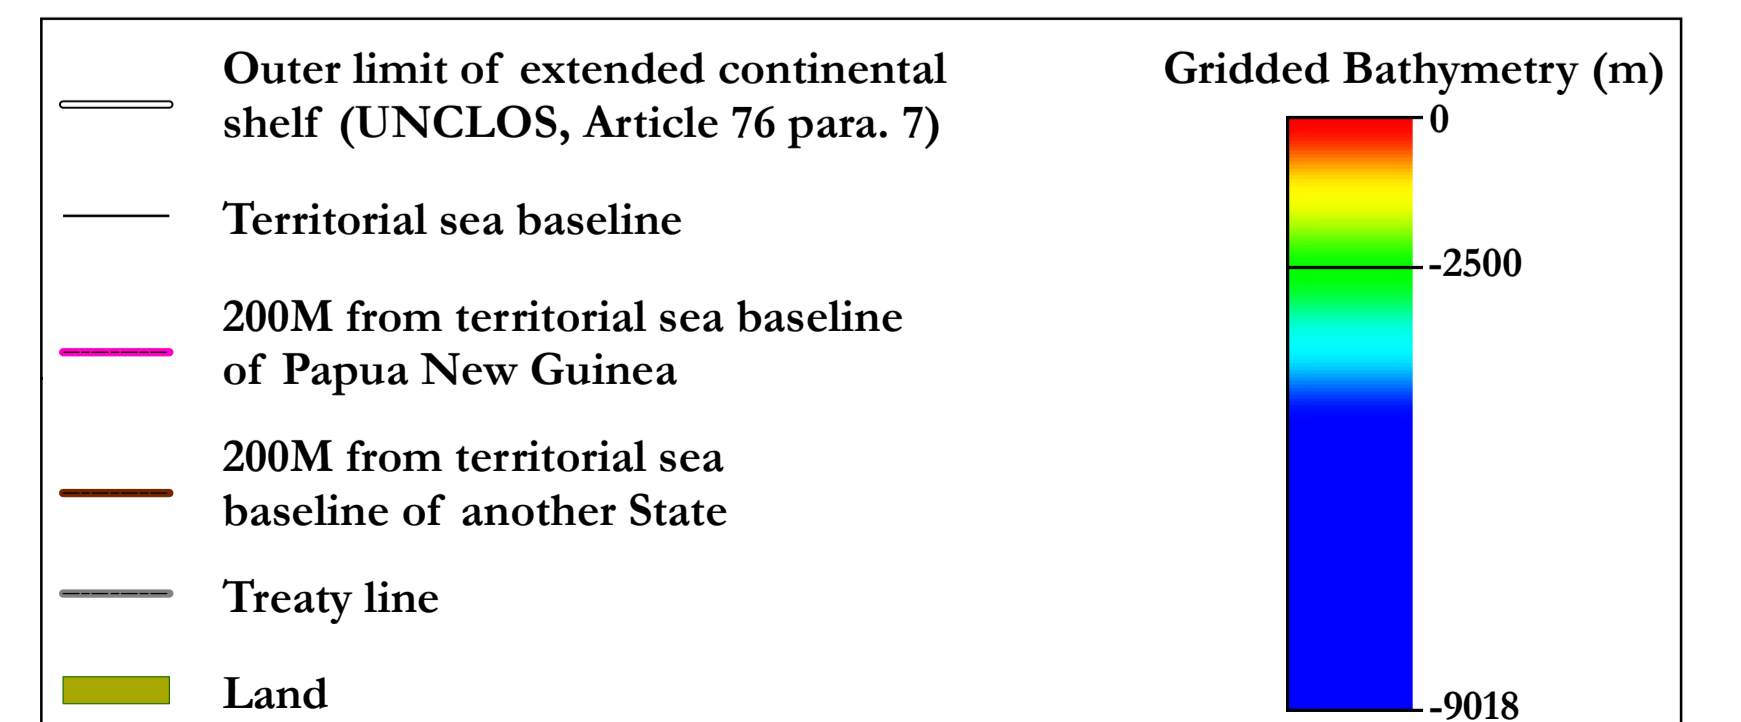 Outer limit of extended continental
shelf (UNCLOS, Article 76 para. 7)
Territorial sea baseline
200M from territorial sea baseline
of Papua New Guinea
200M from territorial sea
baseline of another State
Treaty line
Land
Gridded Bathymetry (m)
0
-2500
-9018